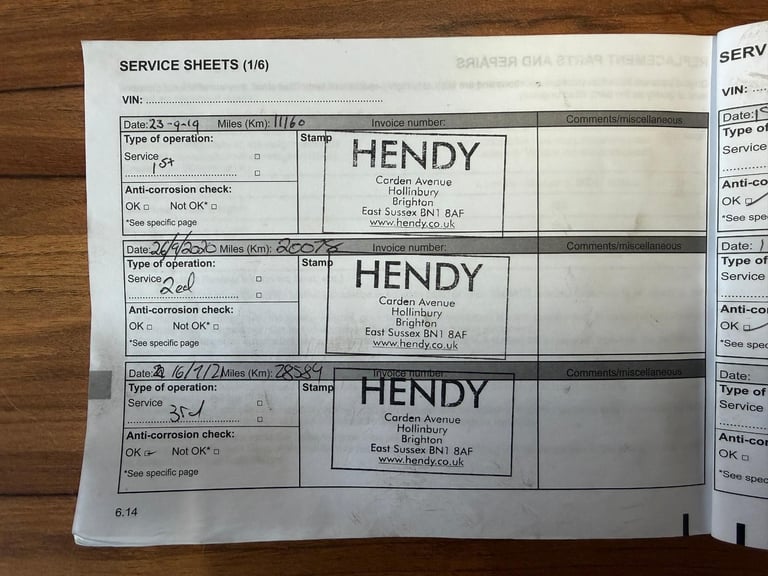 SERVICE SHEETS (1/6)
VIN:
Date: 23-9-19 Miles (Km): 11160 Invoice number: Comments/miscellaneous
Type of operation: Stamp
Service
1st
Anti-corrosion check:
OK Not OK*
*See specific page
HENDY
Carden Avenue
Hollinbury
Brighton
East Sussex BN1 8AF
www.hendy.co.uk
Date: 26/9/2020 Miles (Km): 20078 Invoice number: Comments/miscellaneous
Type of operation: Stamp
Service
2ed
Anti-corrosion check:
OK Not OK*
*See specific page
HENDY
Carden Avenue
Hollinbury
Brighton
East Sussex BN1 8AF
www.hendy.co.uk
Date: 16/7/21 Miles (Km): 28589 Invoice number: Comments/miscellaneous
Type of operation: Stamp
Service
3rd
Anti-corrosion check:
OK Not OK*
*See specific page
HENDY
Carden Avenue
Hollinbury
Brighton
East Sussex BN1 8AF
www.hendy.co.uk
6.14
SERV
VIN:
Date:
Type of
Service
Anti-co
OK
*See spe
Date:
Type of
Service
Anti-co
OK
*See spec
Date:
Type of
Service
Anti-cor
OK
*See spec